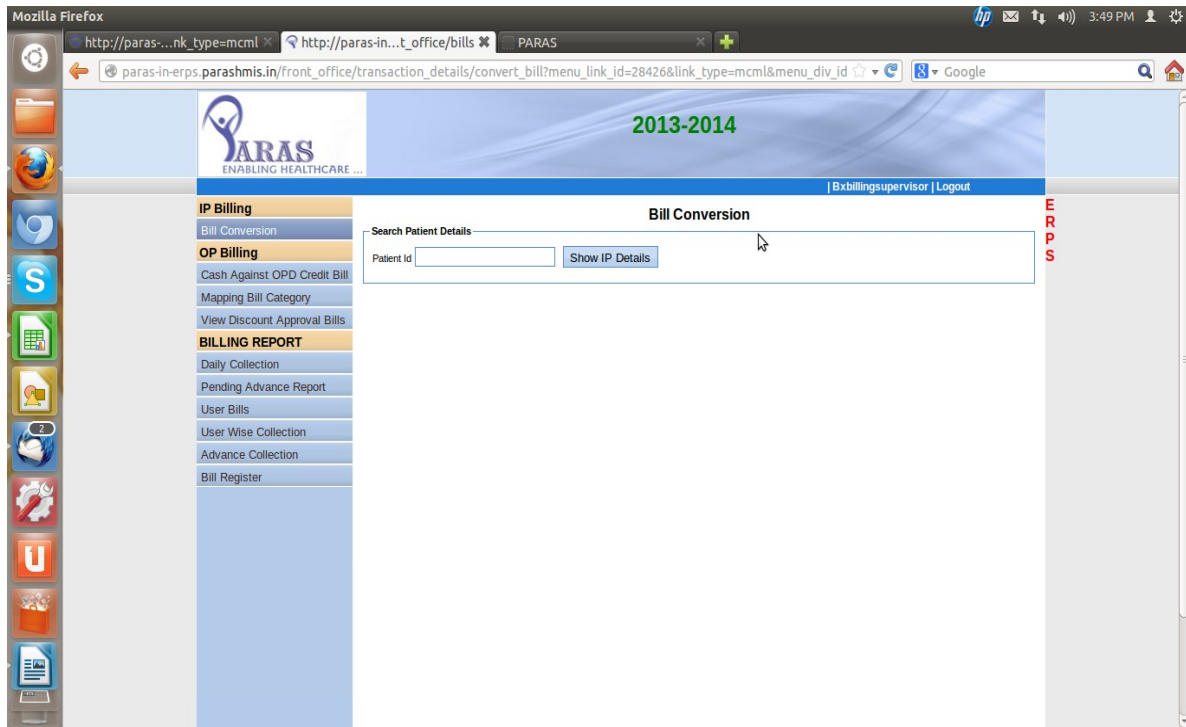 Mozilla Firefox
3:49 PM
http://paras-...nk_type=mcml
http://paras-in...t_office/bills
PARAS
paras-in-erps.parashmis.in/front_office/transaction_details/convert_bill?menu_link_id=28426&link_type=mcml&menu_div_id
Google
PARAS
ENABLING HEALTHCARE ...
2013-2014
| Bxbillingsupervisor | Logout
IP Billing
Bill Conversion
OP Billing
Cash Against OPD Credit Bill
Mapping Bill Category
View Discount Approval Bills
BILLING REPORT
Daily Collection
Pending Advance Report
User Bills
User Wise Collection
Advance Collection
Bill Register
Bill Conversion
Search Patient Details
Patient Id
Show IP Details
E
R
P
S
hp
S
2
U